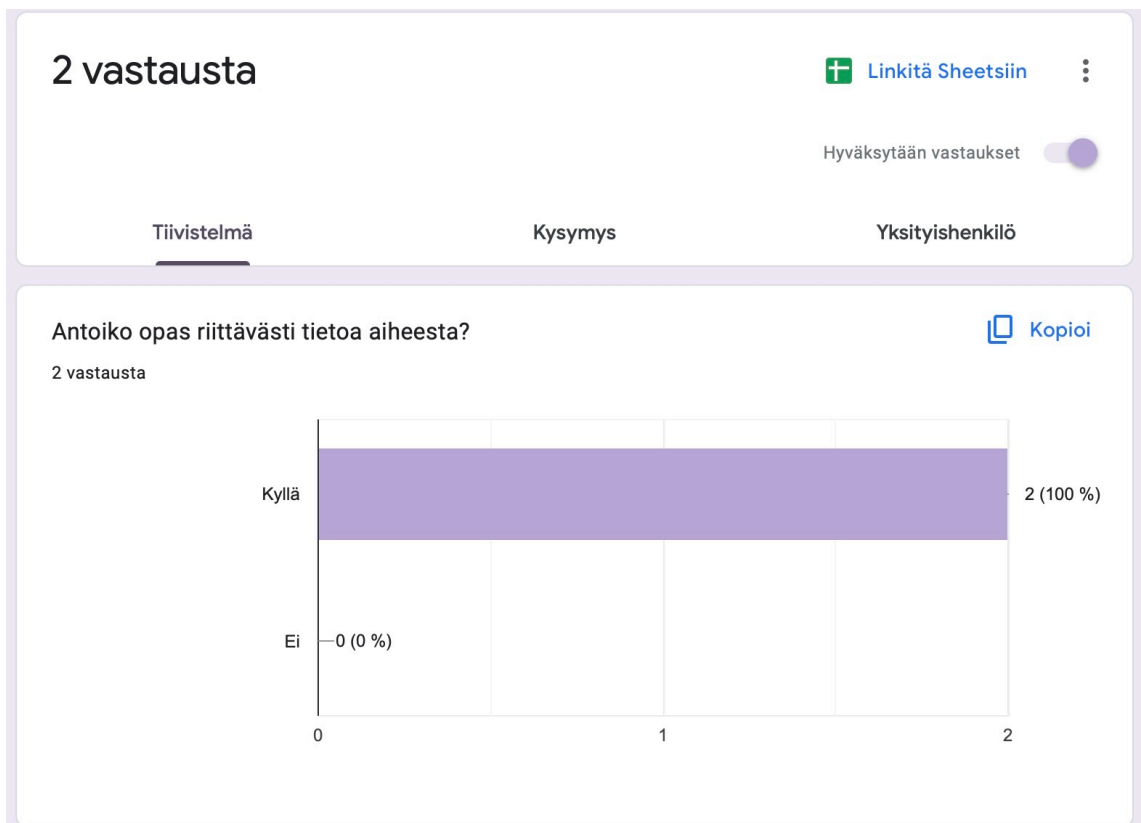 2 vastausta
Linkitä Sheetsiin
Hyväksytään vastaukset
Tiivistelmä
Kysymys
Yksityishenkilö
Antoiko opas riittävästi tietoa aiheesta?
Kopioi
2 vastausta
Kyllä
2 (100 %)
Ei
0 (0 %)
0
1
2